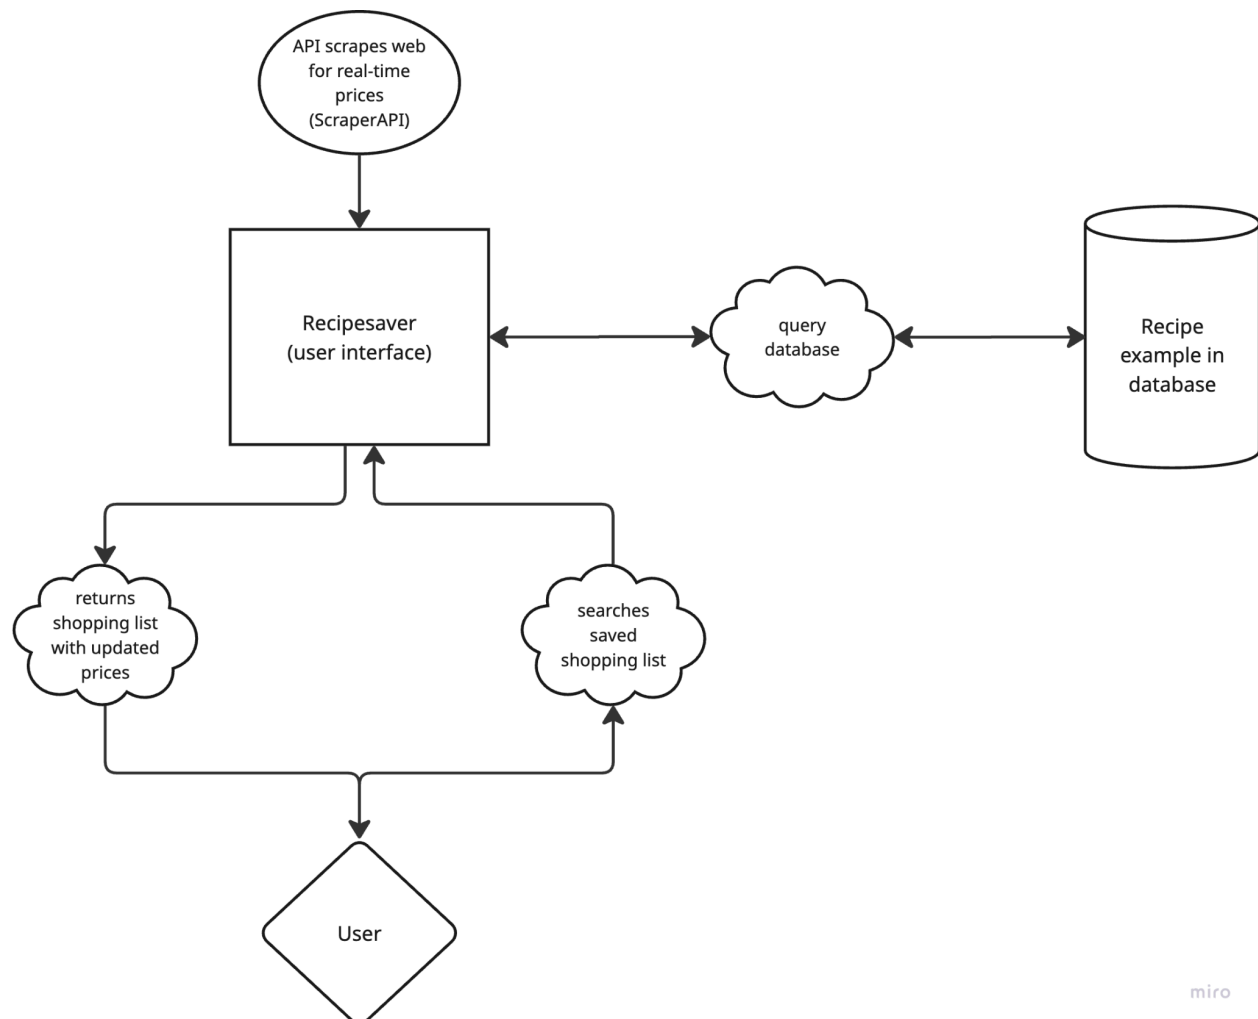 API scrapes web
for real-time
prices
(ScraperAPI)
Recipesaver
(user interface)
query
database
Recipe
example in
database
returns
shopping list
with updated
prices
searches
saved
shopping list
User
miro